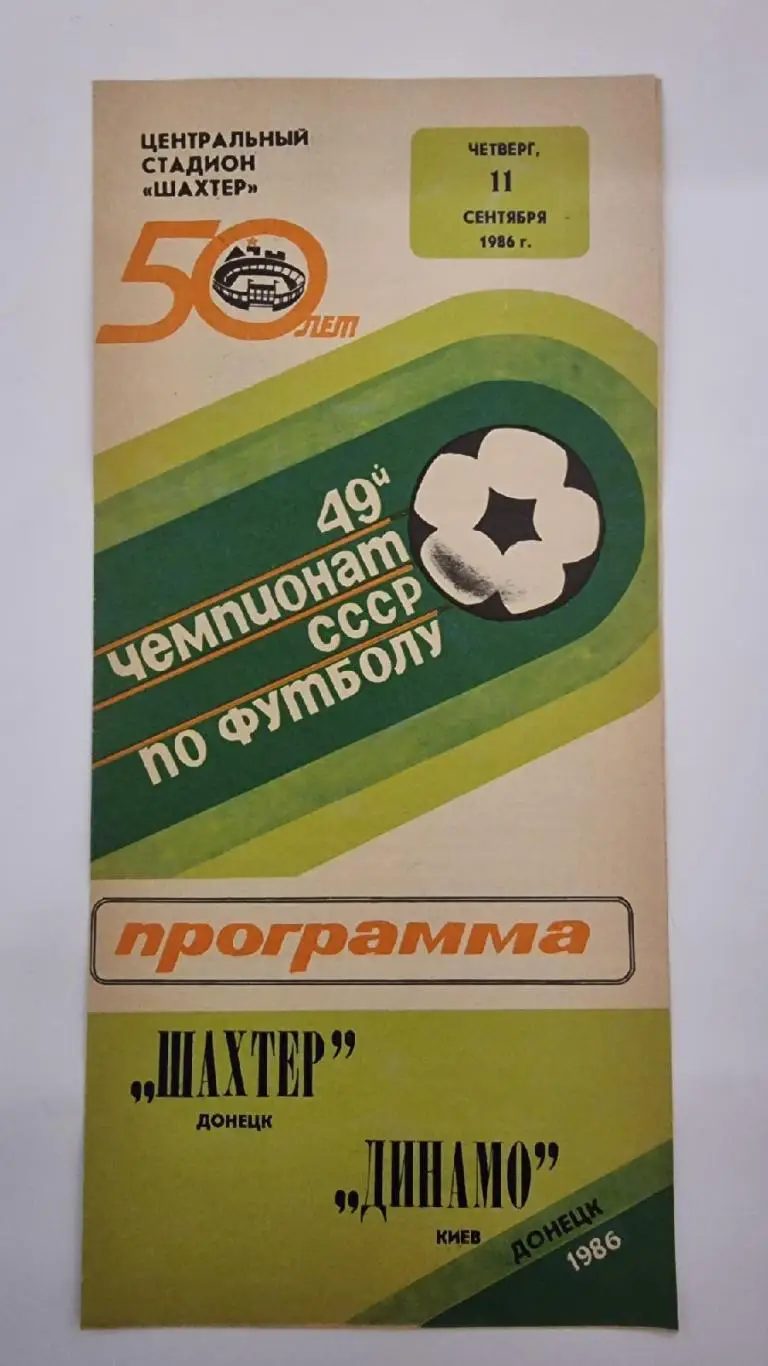 ЦЕНТРАЛЬНЫЙ
СТАДИОН
«ШАХТЕР»
50
ЛЕТ
ЧЕТВЕРГ,
11
СЕНТЯБРЯ
1986 г.
49й
ЧЕМПИОНАТ
СССР
ПО ФУТБОЛУ
программа
„ШАХТЕР”
ДОНЕЦК
„ДИНАМО”
КИЕВ
ДОНЕЦК
1986